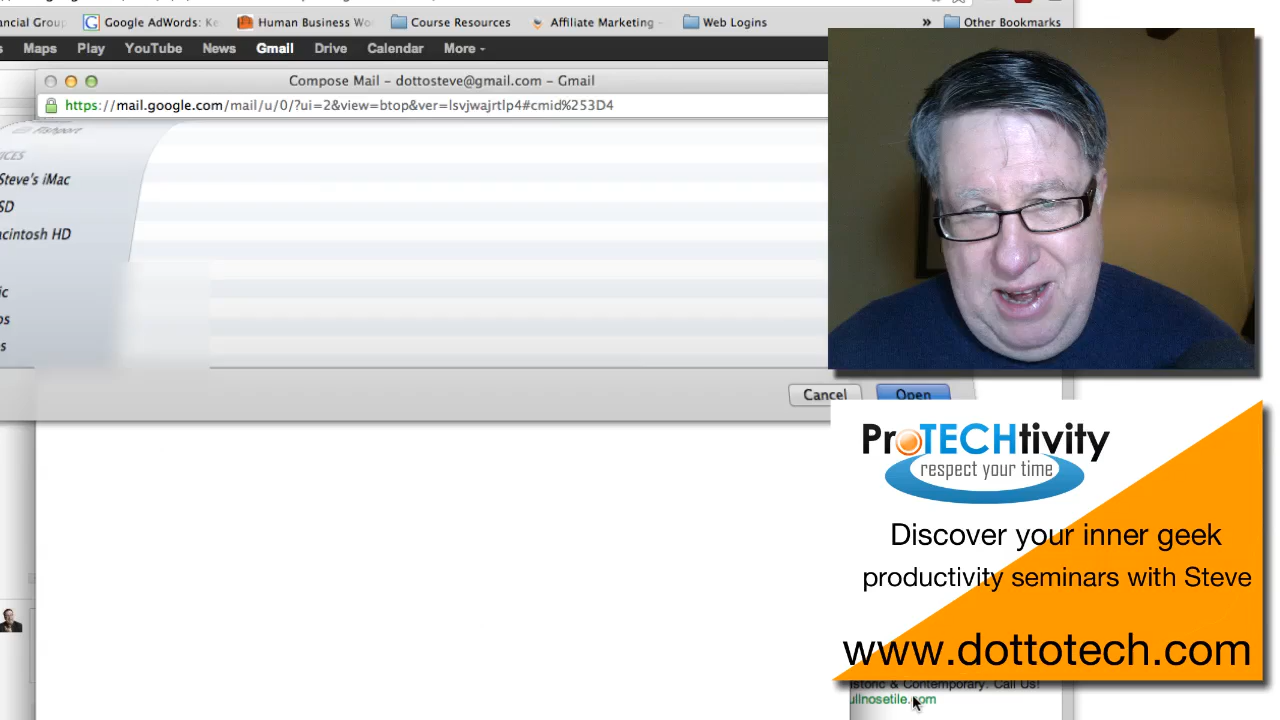 Google AdWords: Ke
Human Business Wo
Course Resources
Affiliate Marketing -
Web Logins
»
Other Bookmarks
Maps
Play
YouTube
News
Gmail
Drive
Calendar
More
Compose Mail – dottosteve@gmail.com – Gmail
https://mail.google.com/mail/u/0/?ui=2&view=btop&ver=lsvjwajrtlp4#cmid%253D4
Steve's iMac
Cancel
Open
ProTECHtivity
respect your time
Discover your inner geek
productivity seminars with Steve
www.dottotech.com
& Contemporary. Call Us!